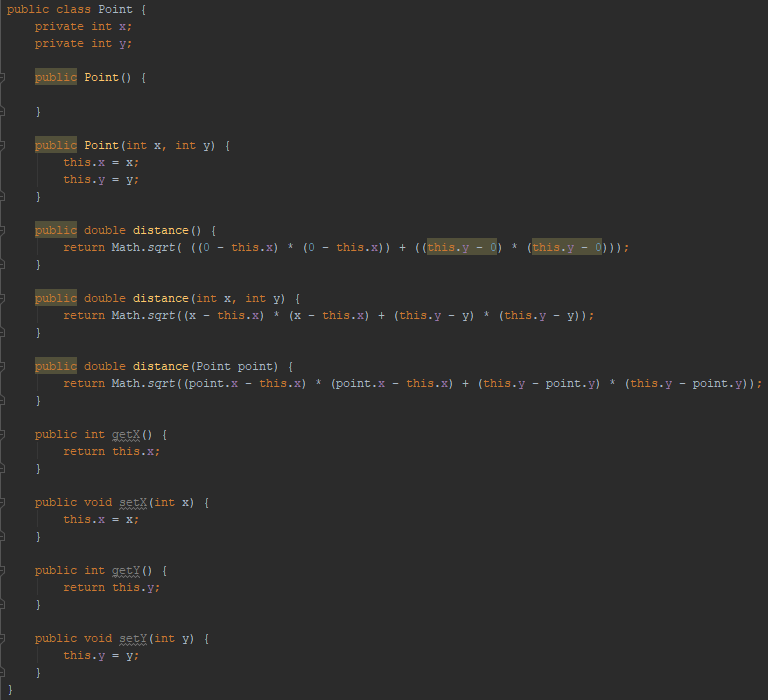 public class Point {
    private int x;
    private int y;

    public Point() {

    }

    public Point(int x, int y) {
        this.x = x;
        this.y = y;
    }

    public double distance() {
        return Math.sqrt( ((0 - this.x) * (0 - this.x)) + ((this.y - 0) * (this.y - 0)));
    }

    public double distance(int x, int y) {
        return Math.sqrt((x - this.x) * (x - this.x) + (this.y - y) * (this.y - y));
    }

    public double distance(Point point) {
        return Math.sqrt((point.x - this.x) * (point.x - this.x) + (this.y - point.y) * (this.y - point.y));
    }

    public int getX() {
        return this.x;
    }

    public void setX(int x) {
        this.x = x;
    }

    public int getY() {
        return this.y;
    }

    public void setY(int y) {
        this.y = y;
    }
}